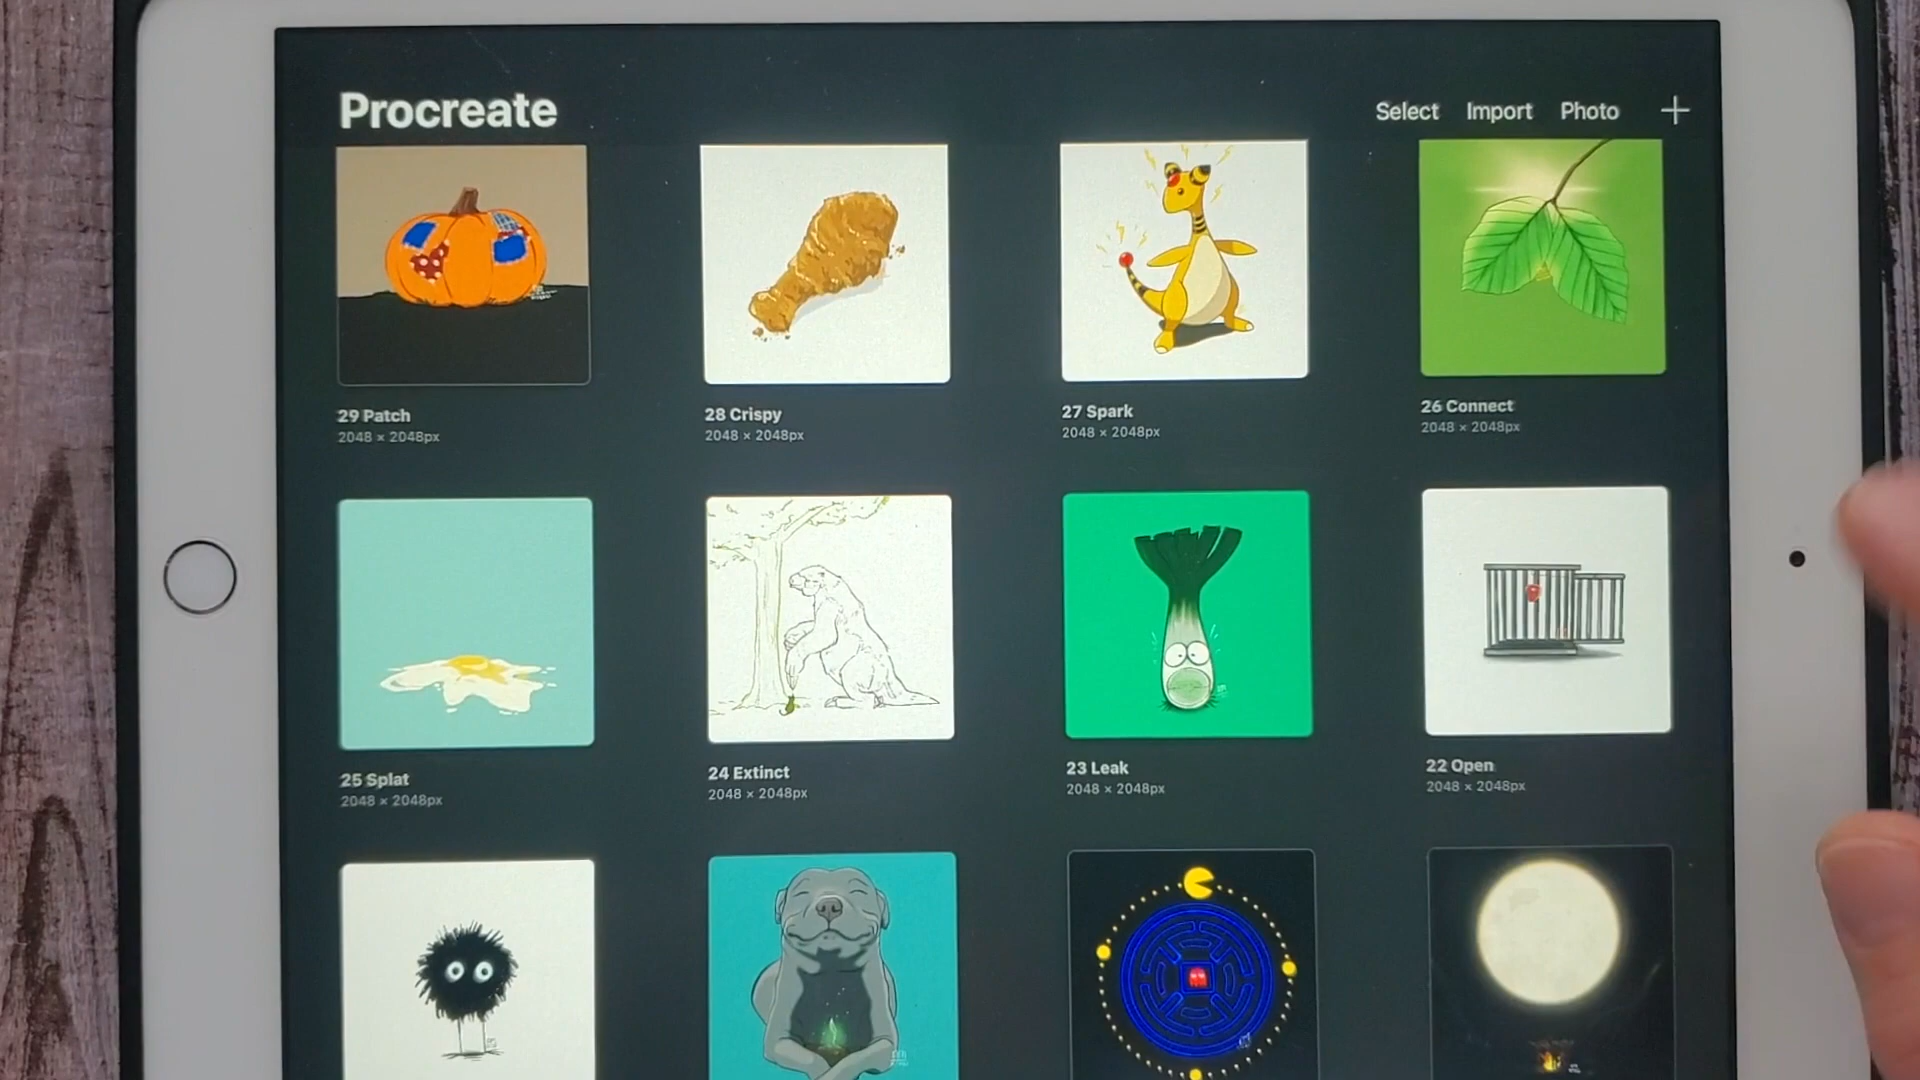 Procreate
Select Import Photo
29 Patch
2048 × 2048px
28 Crispy
2048 × 2048px
27 Spark
2048 × 2048px
26 Connect
2048 × 2048px
25 Splat
2048 × 2048px
24 Extinct
2048 × 2048px
23 Leak
2048 × 2048px
22 Open
2048 × 2048px